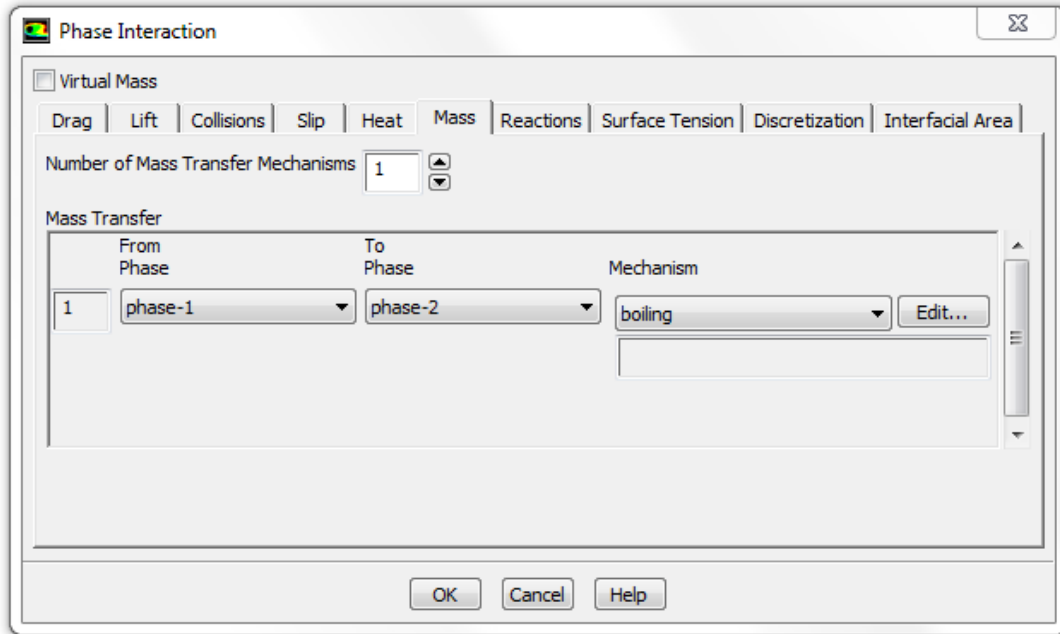 Phase Interaction
Virtual Mass
Drag Lift Collisions Slip Heat Mass Reactions Surface Tension Discretization Interfacial Area
Number of Mass Transfer Mechanisms 1
Mass Transfer
From To
Phase Phase Mechanism
1 phase-1 phase-2 boiling Edit...
OK Cancel Help